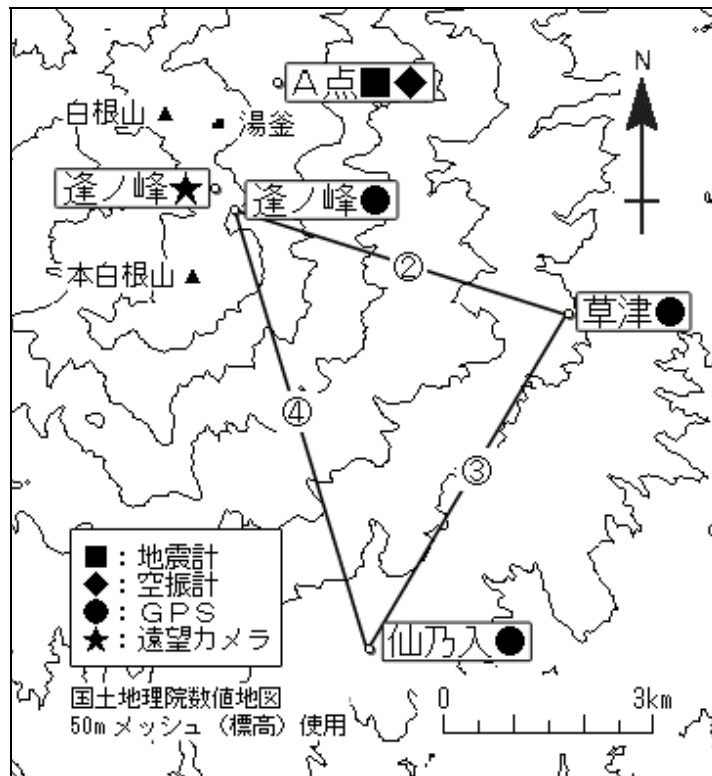 A点■◆
N
白根山▲
■ 湯釜
逢ノ峰★
逢ノ峰●
②
本白根山▲
草津●
④
③
■：地震計
◆：空振計
●：GPS
★：遠望カメラ
仙乃入●
国土地理院数値地図
50mメッシュ（標高）使用
0 3km